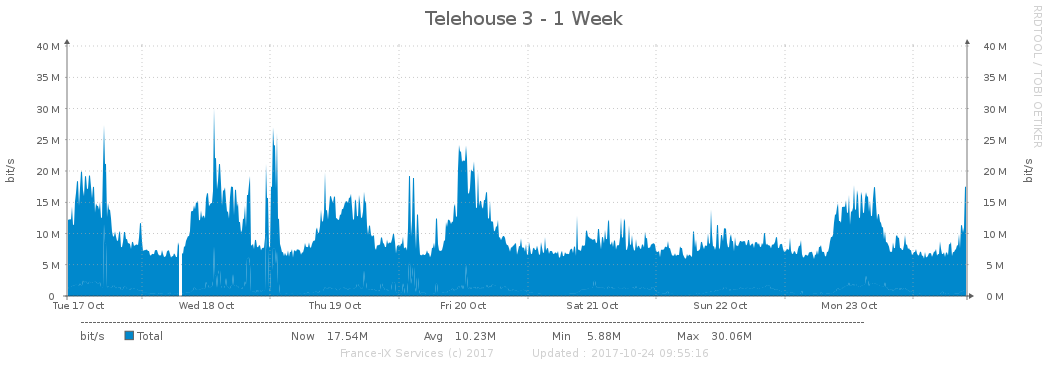 Telehouse 3 - 1 Week
RRDTOOL / TOBI OETIKER
bit/s
40 M 40 M
35 M 35 M
30 M 30 M
25 M 25 M
20 M 20 M
15 M 15 M
10 M 10 M
5 M 5 M
0 0 M
bit/s
Tue 17 Oct Wed 18 Oct Thu 19 Oct Fri 20 Oct Sat 21 Oct Sun 22 Oct Mon 23 Oct
bit/s Total Now 17.54M Avg 10.23M Min 5.88M Max 30.06M
France-IX Services (c) 2017 Updated : 2017-10-24 09:55:16